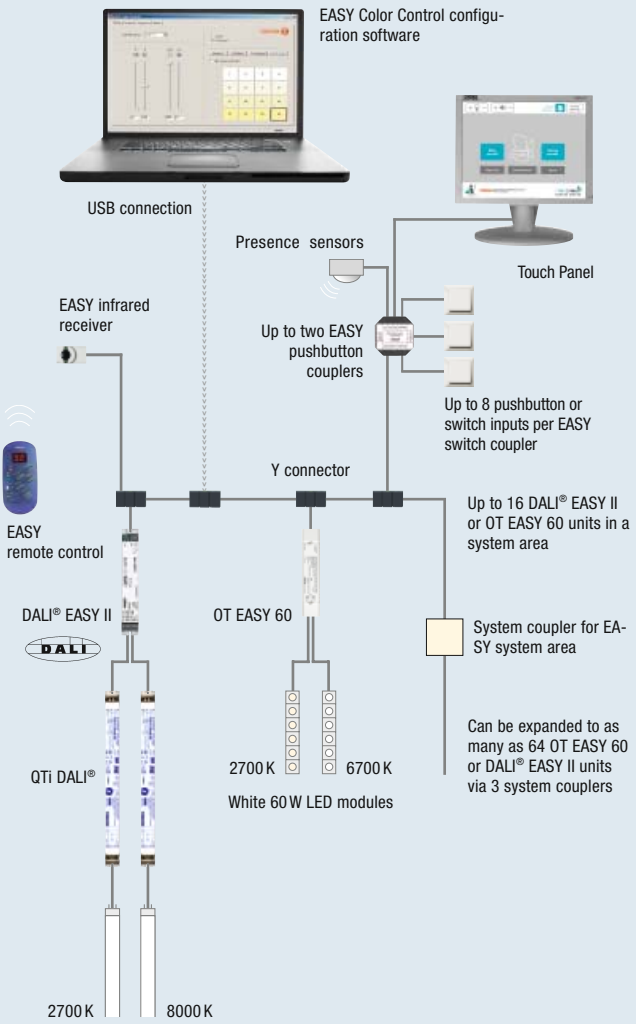 EASY Color Control configu-
ration software
USB connection
Presence sensors
Touch Panel
EASY infrared
receiver
Up to two EASY
pushbutton
couplers
Up to 8 pushbutton or
switch inputs per EASY
switch coupler
Y connector
EASY
remote control
Up to 16 DALI® EASY II
or OT EASY 60 units in a
system area
DALI® EASY II
DALI
OT EASY 60
System coupler for EA-
SY system area
QTi DALI®
2700 K
6700 K
White 60 W LED modules
Can be expanded to as
many as 64 OT EASY 60
or DALI® EASY II units
via 3 system couplers
2700 K
8000 K